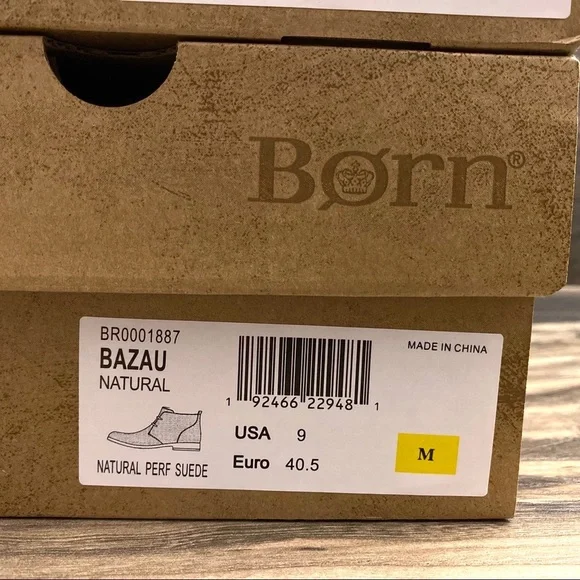 Børn®
BR0001887
BAZAU
NATURAL
MADE IN CHINA
1 92466 22948 1
USA 9
Euro 40.5
M
NATURAL PERF SUEDE